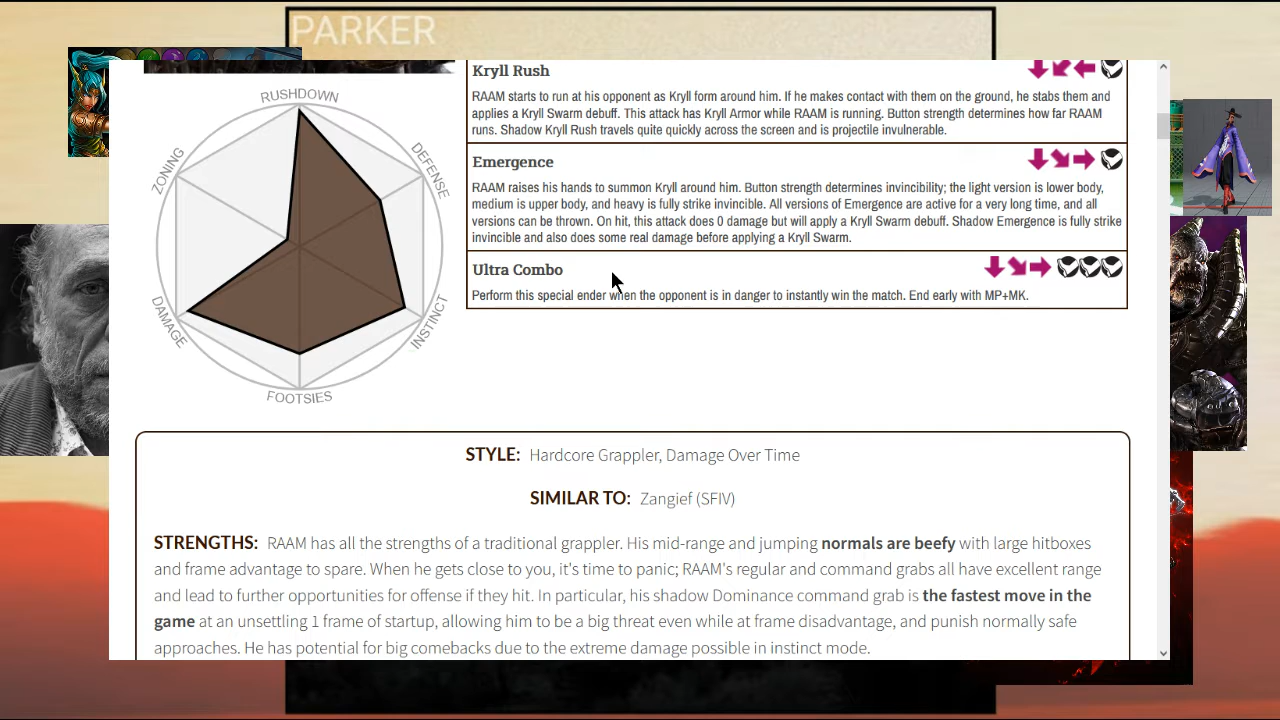 PARKER
Kryll Rush
RAAM starts to run at his opponent as Kryll form around him. If he makes contact with them on the ground, he stabs them and
applies a Kryll Swarm debuff. This attack has Kryll Armor while RAAM is running. Button strength determines how far RAAM
runs. Shadow Kryll Rush travels quite quickly across the screen and is projectile invulnerable.
Emergence
RAAM raises his hands to summon Kryll around him. Button strength determines invincibility; the light version is lower body,
medium is upper body, and heavy is fully strike invincible. All versions of Emergence are active for a very long time, and all
versions can be thrown. On hit, this attack does 0 damage but will apply a Kryll Swarm debuff. Shadow Emergence is fully strike
invincible and also does some real damage before applying a Kryll Swarm.
Ultra Combo
Perform this special ender when the opponent is in danger to instantly win the match. End early with MP+MK.
RUSHDOWN
DEFENSE
INSTINCT
FOOTSIES
DAMAGE
ZONING
STYLE: Hardcore Grappler, Damage Over Time
SIMILAR TO: Zangief (SFIV)
STRENGTHS: RAAM has all the strengths of a traditional grappler. His mid-range and jumping normals are beefy with large hitboxes
and frame advantage to spare. When he gets close to you, it's time to panic; RAAM's regular and command grabs all have excellent range
and lead to further opportunities for offense if they hit. In particular, his shadow Dominance command grab is the fastest move in the
game at an unsettling 1 frame of startup, allowing him to be a big threat even while at frame disadvantage, and punish normally safe
approaches. He has potential for big comebacks due to the extreme damage possible in instinct mode.